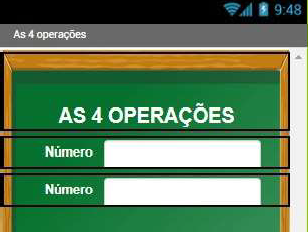 9:48
As 4 operações
AS 4 OPERAÇÕES
Número
Número